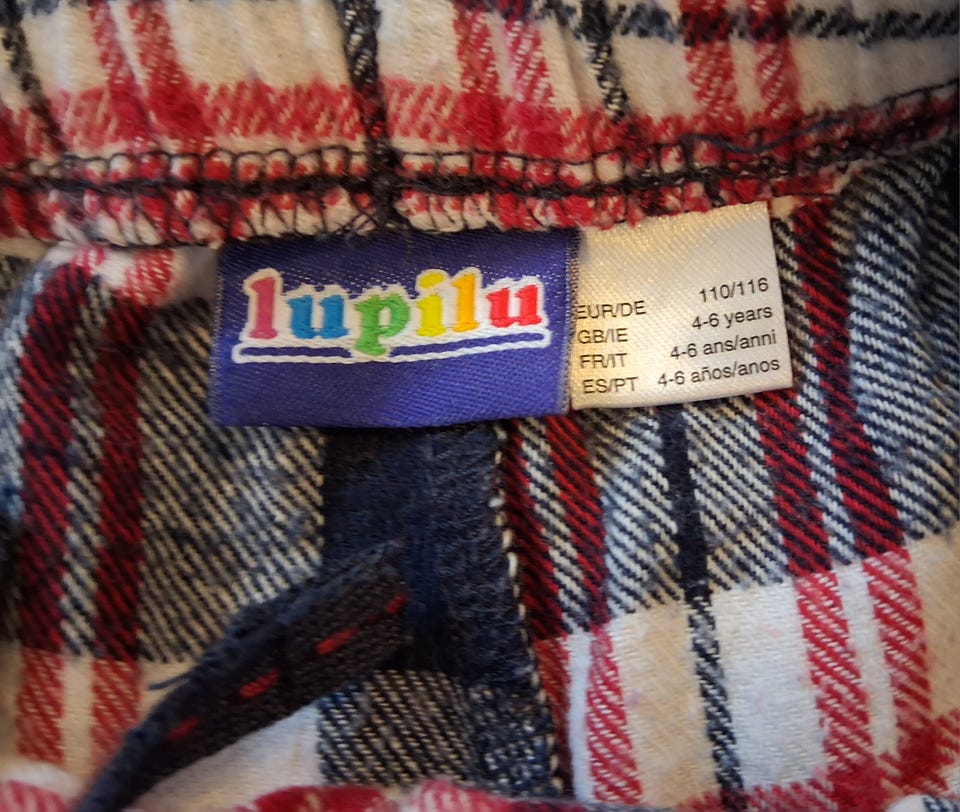 lupilu
EUR/DE 110/116
GB/IE 4-6 years
FR/IT 4-6 ans/anni
ES/PT 4-6 años/anos